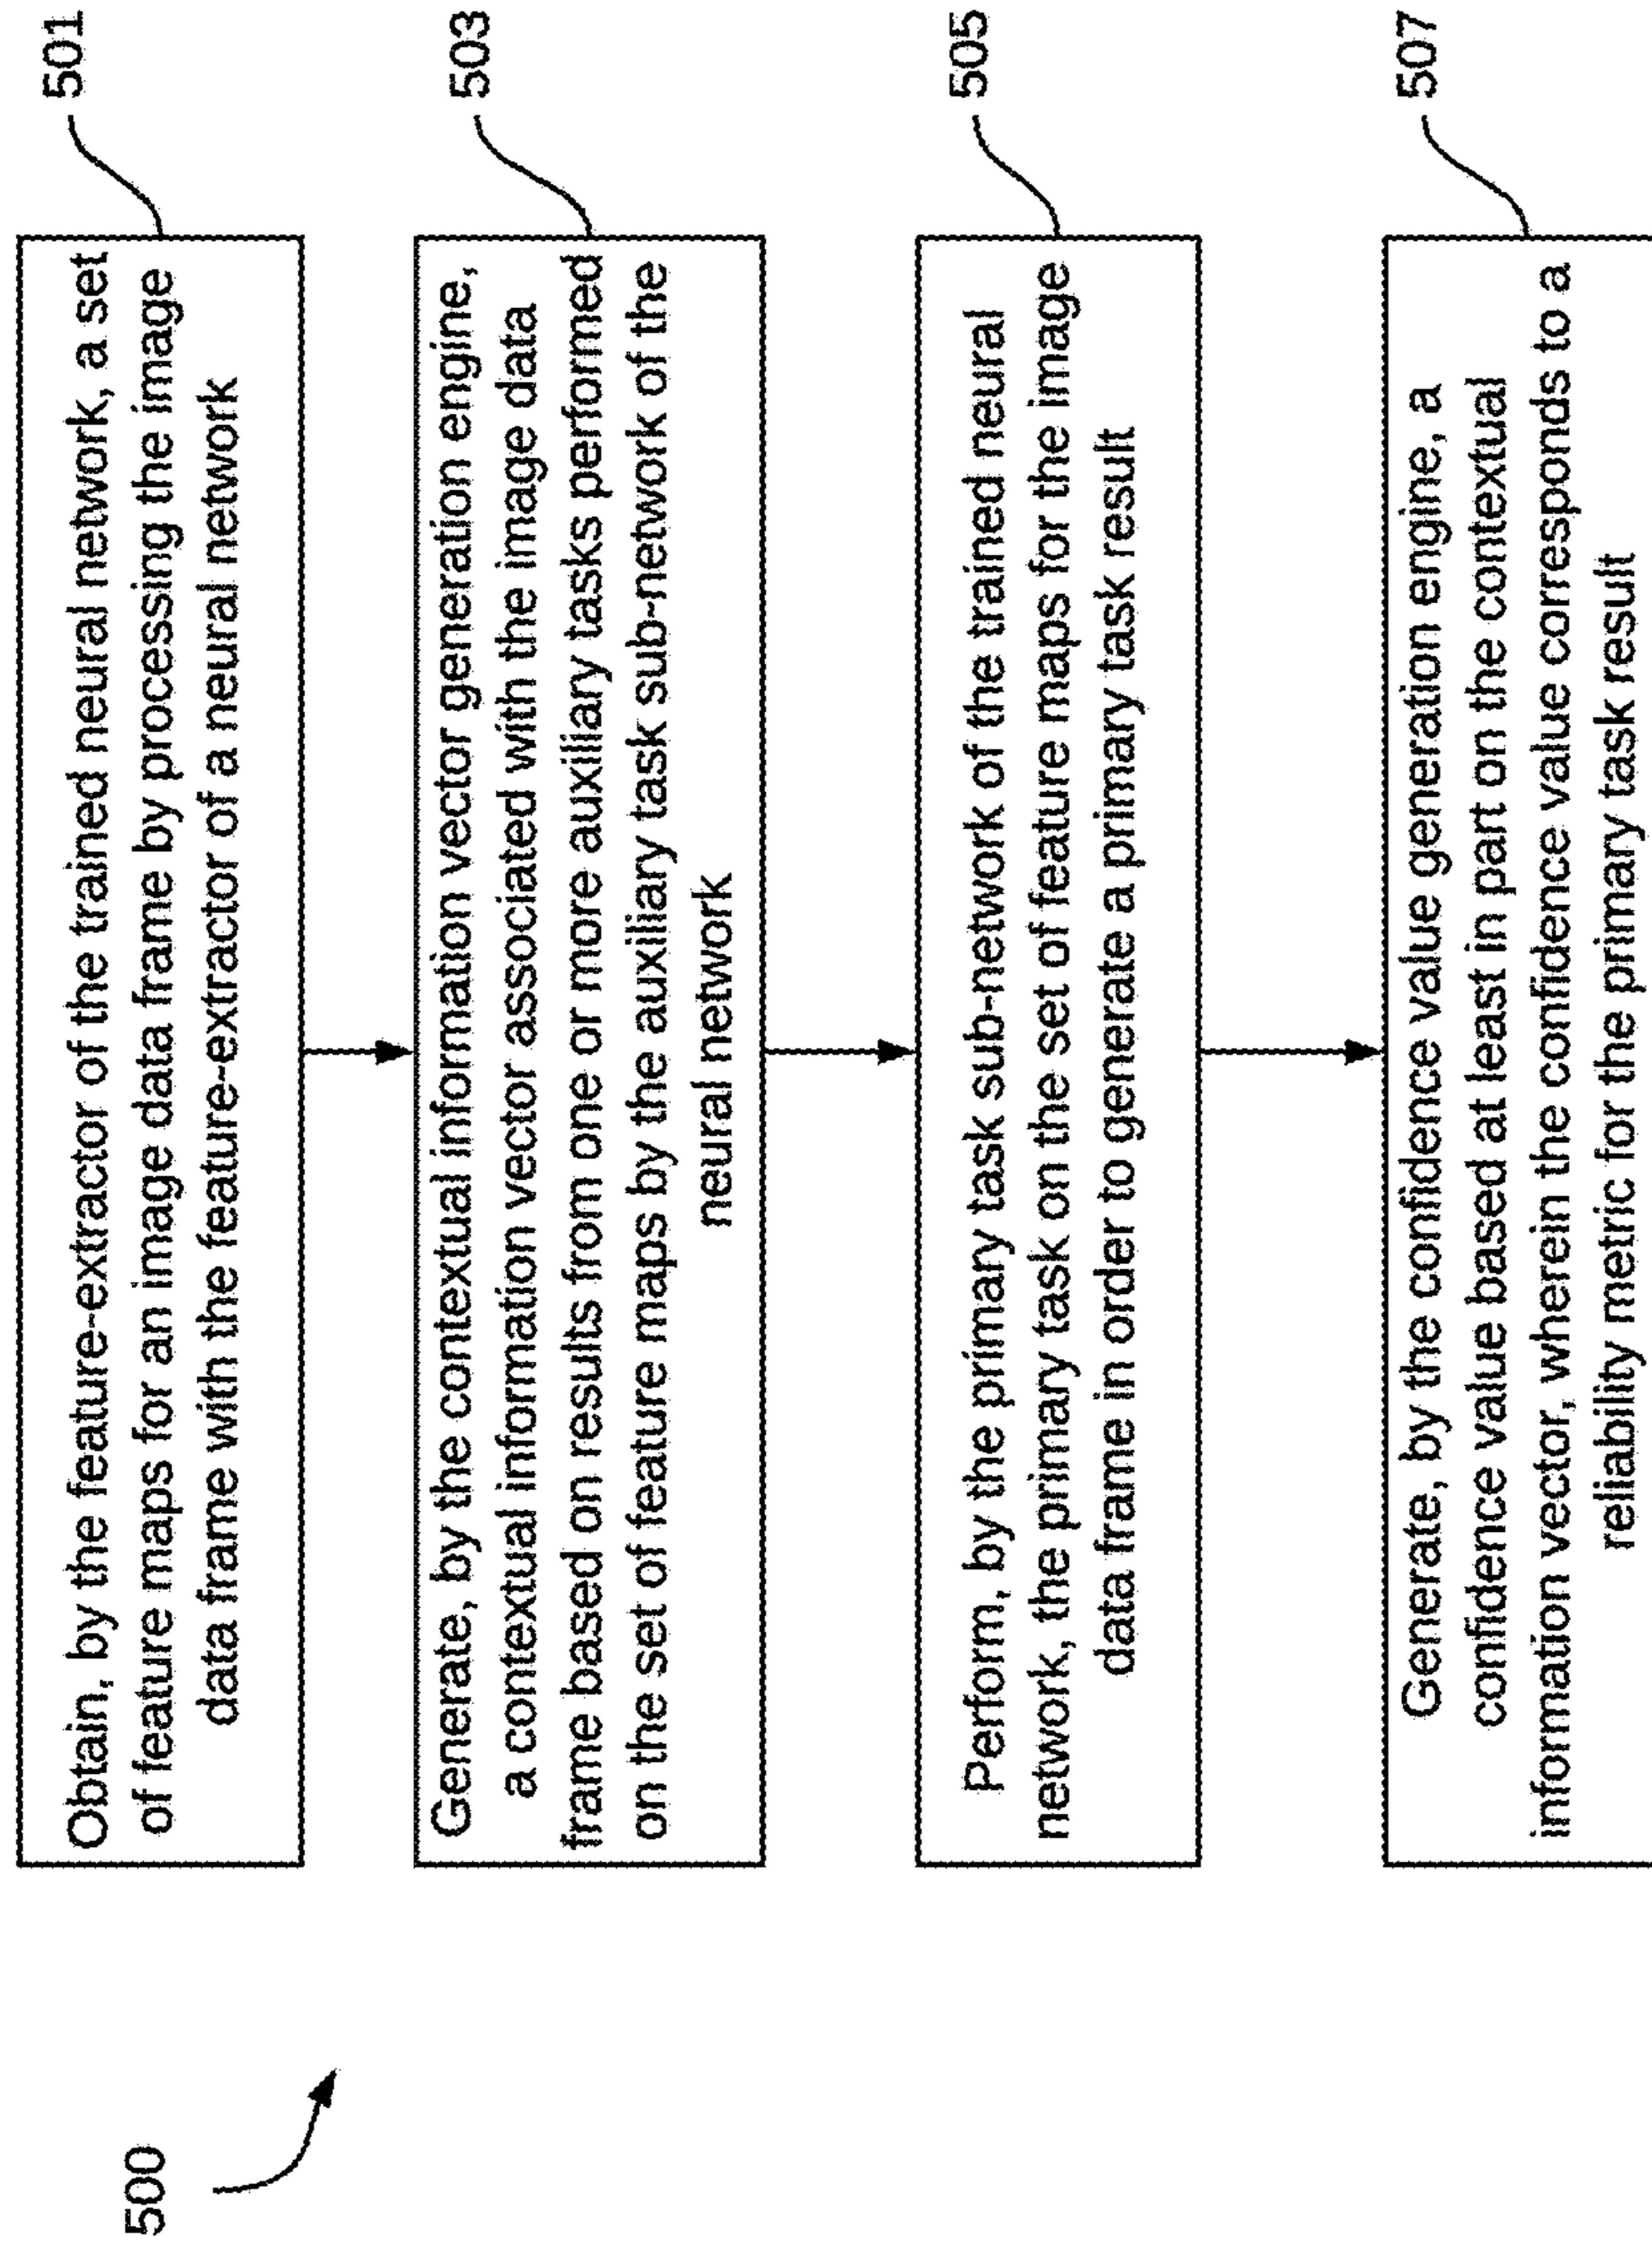 500
501
Obtain, by the feature-extractor of the trained neural network, a set
of feature maps for an image data frame by processing the image
data frame with the feature-extractor of a neural network
503
Generate, by the contextual information vector generation engine,
a contextual information vector associated with the image data
frame based on results from one or more auxiliary tasks performed
on the set of feature maps by the auxiliary task sub-network of the
neural network
505
Perform, by the primary task sub-network of the trained neural
network, the primary task on the set of feature maps for the image
data frame in order to generate a primary task result
507
Generate, by the confidence value generation engine, a
confidence value based at least in part on the contextual
information vector, wherein the confidence value corresponds to a
reliability metric for the primary task result